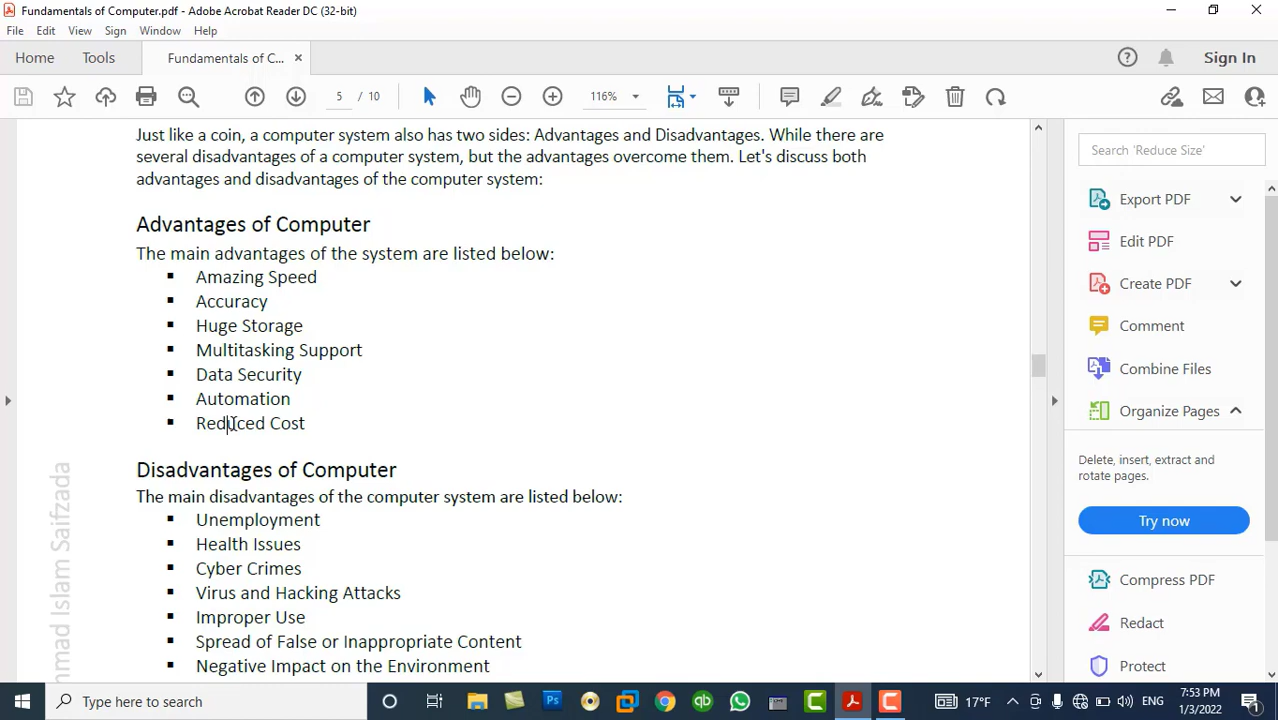 Fundamentals of Computer.pdf - Adobe Acrobat Reader DC (32-bit)
File Edit View Sign Window Help
Home Tools Fundamentals of C... Sign In
5 / 10 116%
Just like a coin, a computer system also has two sides: Advantages and Disadvantages. While there are
several disadvantages of a computer system, but the advantages overcome them. Let's discuss both
advantages and disadvantages of the computer system:
Advantages of Computer
The main advantages of the system are listed below:
▪ Amazing Speed
▪ Accuracy
▪ Huge Storage
▪ Multitasking Support
▪ Data Security
▪ Automation
▪ Reduced Cost
Disadvantages of Computer
The main disadvantages of the computer system are listed below:
▪ Unemployment
▪ Health Issues
▪ Cyber Crimes
▪ Virus and Hacking Attacks
▪ Improper Use
▪ Spread of False or Inappropriate Content
▪ Negative Impact on the Environment
mmad Islam Saifzada
Search 'Reduce Size'
Export PDF
Edit PDF
Create PDF
Comment
Combine Files
Organize Pages
Delete, insert, extract and
rotate pages.
Try now
Compress PDF
Redact
Protect
Type here to search
Ps
qb
17°F
ENG
7:53 PM
1/3/2022
1